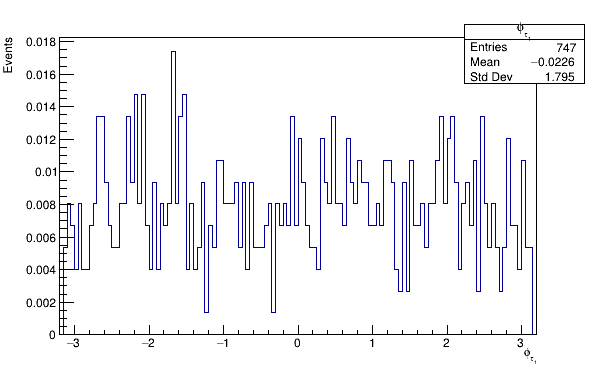 ϕ_τ₁
Entries 747
Mean −0.0226
Std Dev 1.795
Events
0.018
0.016
0.014
0.012
0.01
0.008
0.006
0.004
0.002
0
−3 −2 −1 0 1 2 3
ϕ_τ₁